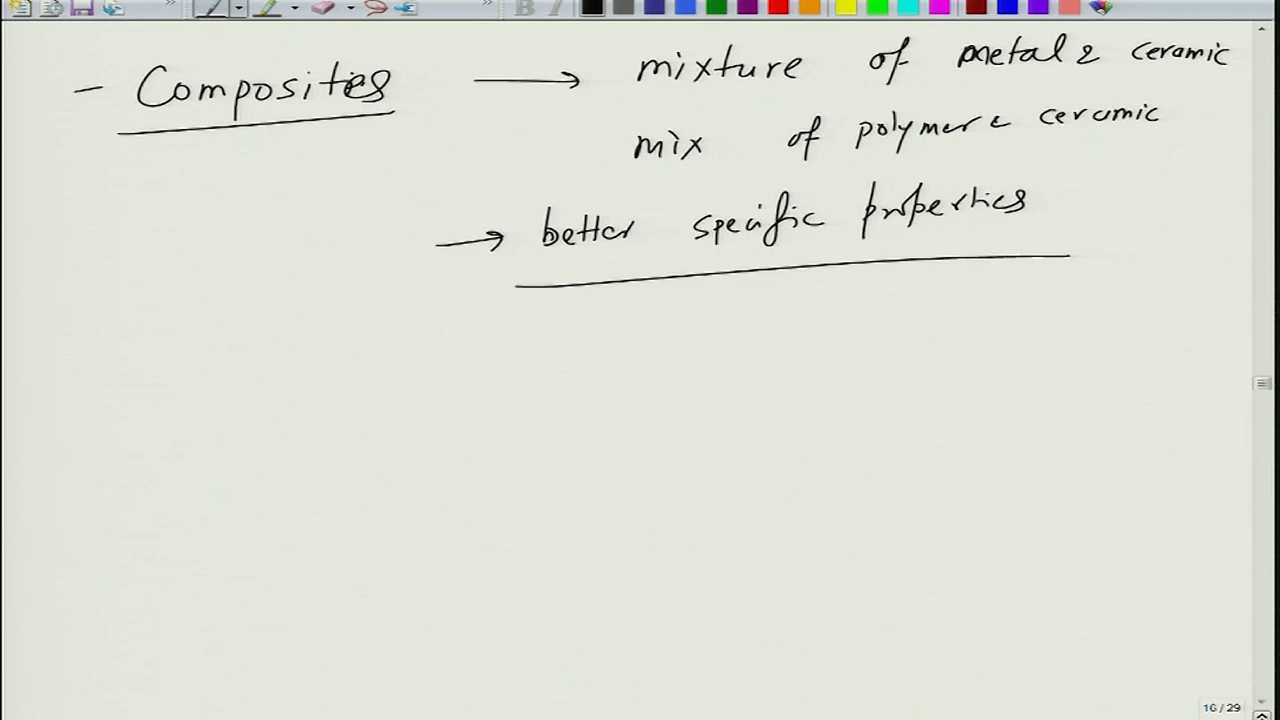 - Composites → mixture of metal & ceramic
mix of polymer & ceramic
→ better specific properties
16 / 29